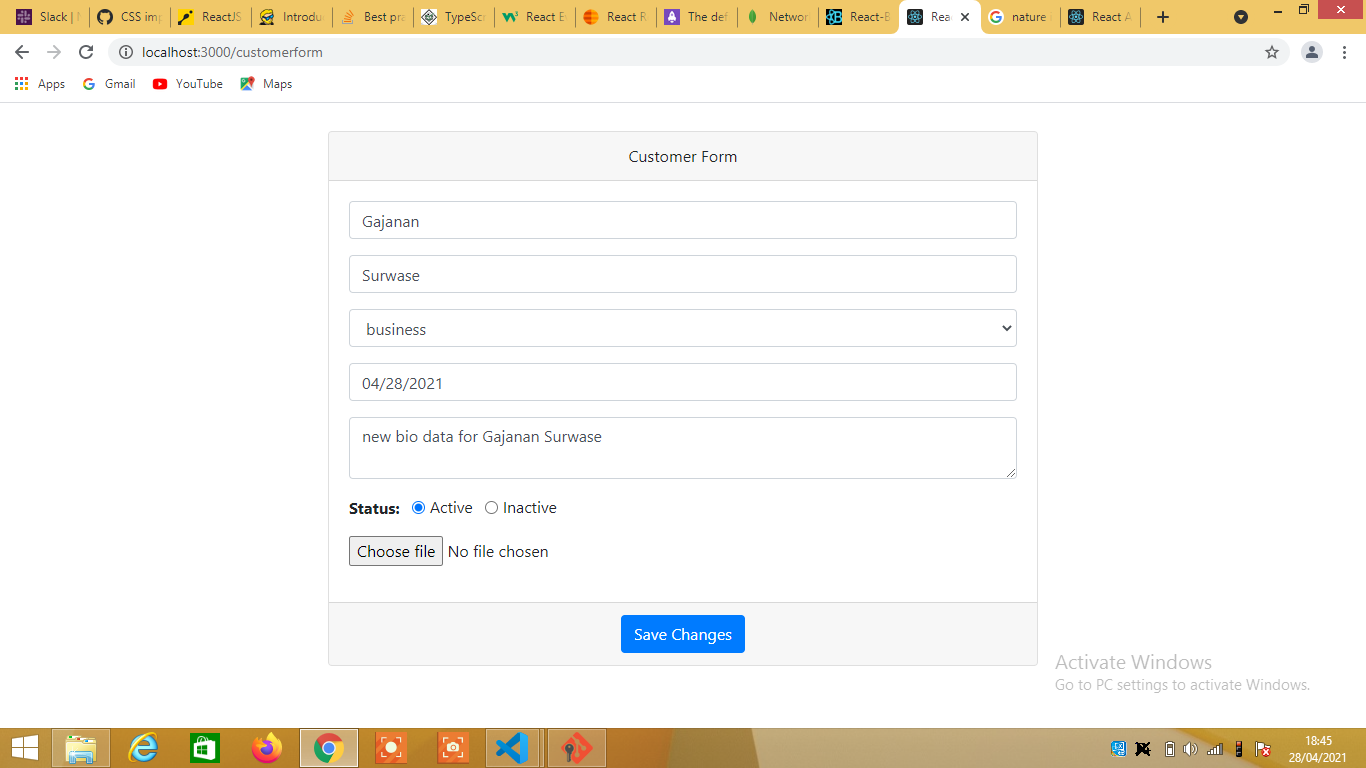 Slack | N CSS imp ReactJS Introdu Best pra TypeScr React E React R The def Networ React-B Rea nature React A
localhost:3000/customerform
Apps Gmail YouTube Maps
Customer Form
Gajanan
Surwase
business
04/28/2021
new bio data for Gajanan Surwase
Status: Active Inactive
Choose file No file chosen
Save Changes
Activate Windows
Go to PC settings to activate Windows.
18:45
28/04/2021